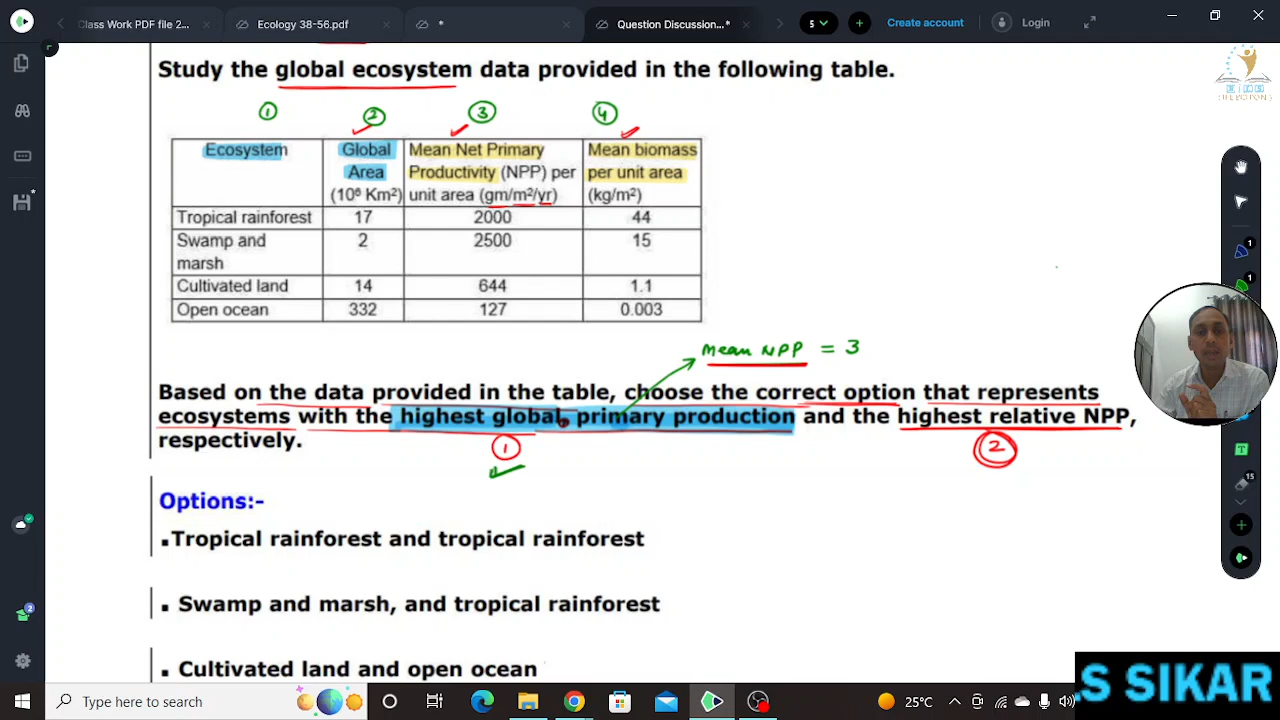 Class Work PDF file 2
Ecology 38-56.pdf
*
Question Discussion...*
5
Create account
Login
Study the global ecosystem data provided in the following table.
1 2 3 4
Ecosystem
Global Area (10⁶ Km²)
Mean Net Primary Productivity (NPP) per unit area (gm/m²/yr)
Mean biomass per unit area (kg/m²)
Tropical rainforest 17 2000 44
Swamp and marsh 2 2500 15
Cultivated land 14 644 1.1
Open ocean 332 127 0.003
Mean NPP = 3
Based on the data provided in the table, choose the correct option that represents
ecosystems with the highest global primary production and the highest relative NPP,
1 2
respectively.
Options:-
▪Tropical rainforest and tropical rainforest
▪ Swamp and marsh, and tropical rainforest
▪ Cultivated land and open ocean
1
1
15
2
.S SIKAR
Type here to search
25°C
ENG